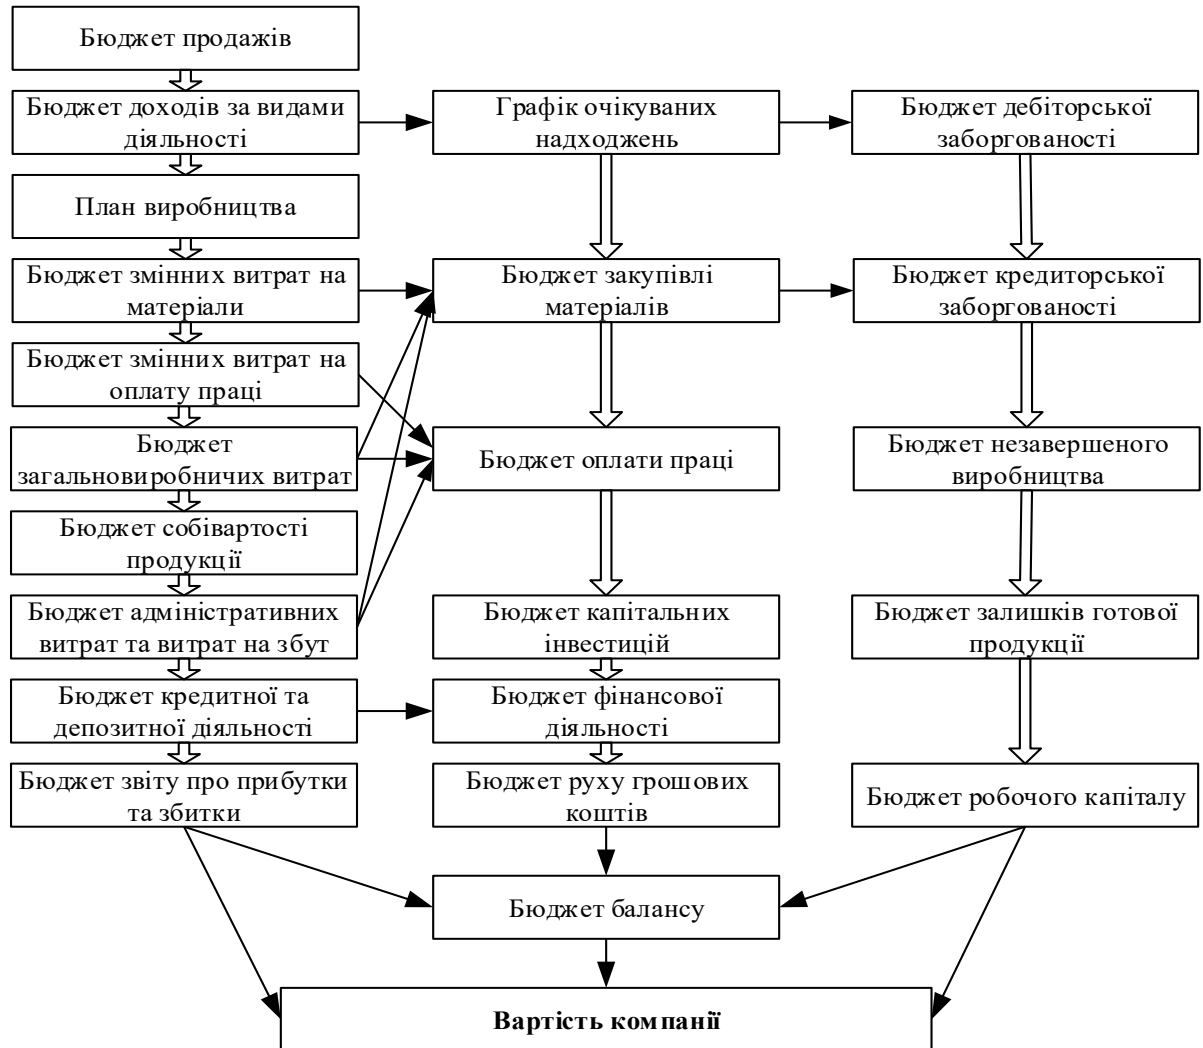 Бюджет продажів
Бюджет доходів за видами
діяльності
Графік очікуваних
надходжень
Бюджет дебіторської
заборгованості
План виробництва
Бюджет змінних витрат на
матеріали
Бюджет закупівлі
матеріалів
Бюджет кредиторської
заборгованості
Бюджет змінних витрат на
оплату праці
Бюджет
загальновиробничих витрат
Бюджет оплати праці
Бюджет незавершеного
виробництва
Бюджет собівартості
продукції
Бюджет адміністративних
витрат та витрат на збут
Бюджет капітальних
інвестицій
Бюджет залишків готової
продукції
Бюджет кредитної та
депозитної діяльності
Бюджет фінансової
діяльності
Бюджет звіту про прибутки
та збитки
Бюджет руху грошових
коштів
Бюджет робочого капіталу
Бюджет балансу
Вартість компанії